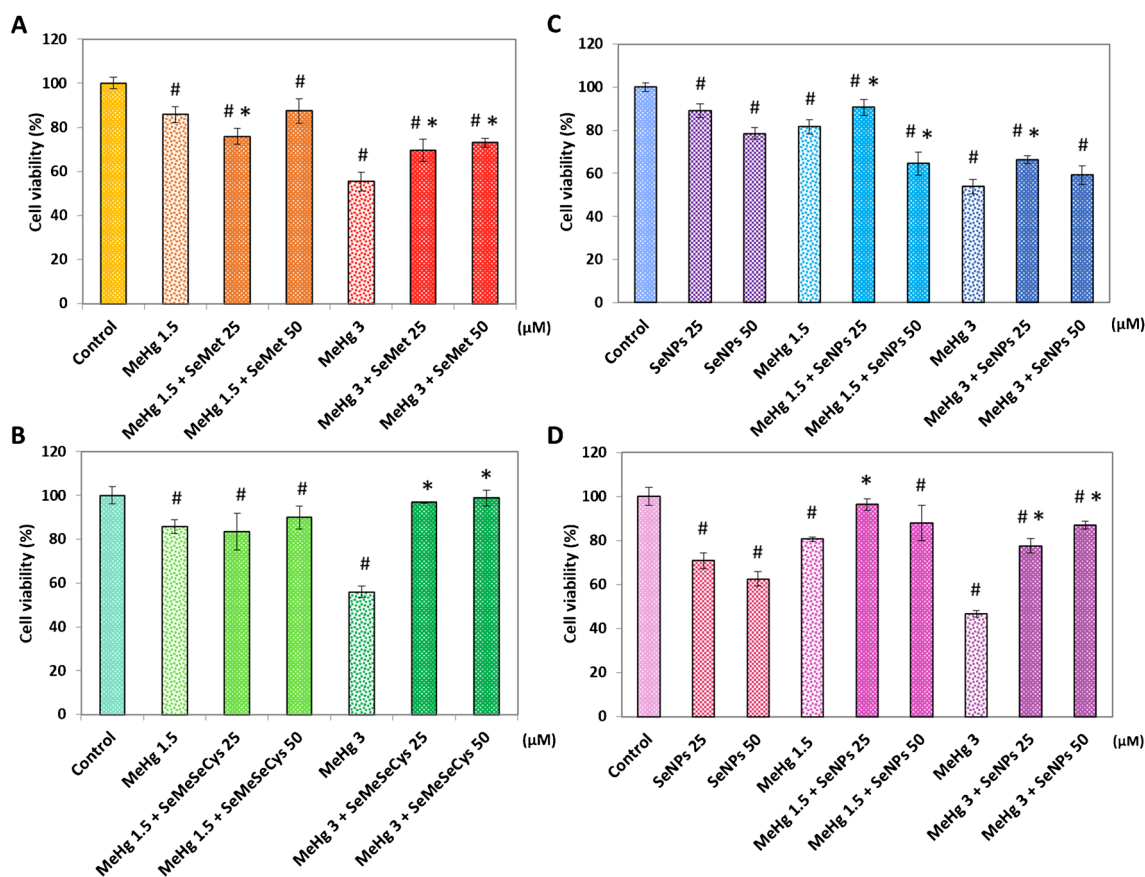 A
Cell viability (%)
120
100
80
60
40
20
0
#
# *
#
#
# *
# *
Control
MeHg 1.5
MeHg 1.5 + SeMet 25
MeHg 1.5 + SeMet 50
MeHg 3
MeHg 3 + SeMet 25
MeHg 3 + SeMet 50
(μM)
B
Cell viability (%)
120
100
80
60
40
20
0
#
#
#
#
*
*
Control
MeHg 1.5
MeHg 1.5 + SeMeSeCys 25
MeHg 1.5 + SeMeSeCys 50
MeHg 3
MeHg 3 + SeMeSeCys 25
MeHg 3 + SeMeSeCys 50
(μM)
C
Cell viability (%)
120
100
80
60
40
20
0
#
#
#
# *
# *
#
# *
#
Control
SeNPs 25
SeNPs 50
MeHg 1.5
MeHg 1.5 + SeNPs 25
MeHg 1.5 + SeNPs 50
MeHg 3
MeHg 3 + SeNPs 25
MeHg 3 + SeNPs 50
(μM)
D
Cell viability (%)
120
100
80
60
40
20
0
#
#
#
*
#
#
# *
# *
Control
SeNPs 25
SeNPs 50
MeHg 1.5
MeHg 1.5 + SeNPs 25
MeHg 1.5 + SeNPs 50
MeHg 3
MeHg 3 + SeNPs 25
MeHg 3 + SeNPs 50
(μM)